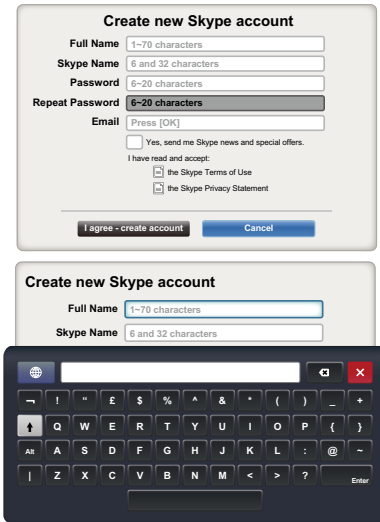 Create new Skype account
Full Name 1~70 characters
Skype Name 6 and 32 characters
Password 6~20 characters
Repeat Password 6~20 characters
Email Press [OK]
Yes, send me Skype news and special offers.
I have read and accept:
the Skype Terms of Use
the Skype Privacy Statement
I agree - create account Cancel
Create new Skype account
Full Name 1~70 characters
Skype Name 6 and 32 characters
¬ ! “ £ $ % ^ & * ( ) _ +
Q W E R T Y U I O P { }
Alt A S D F G H J K L : @ ~
| Z X C V B N M < > ? Enter